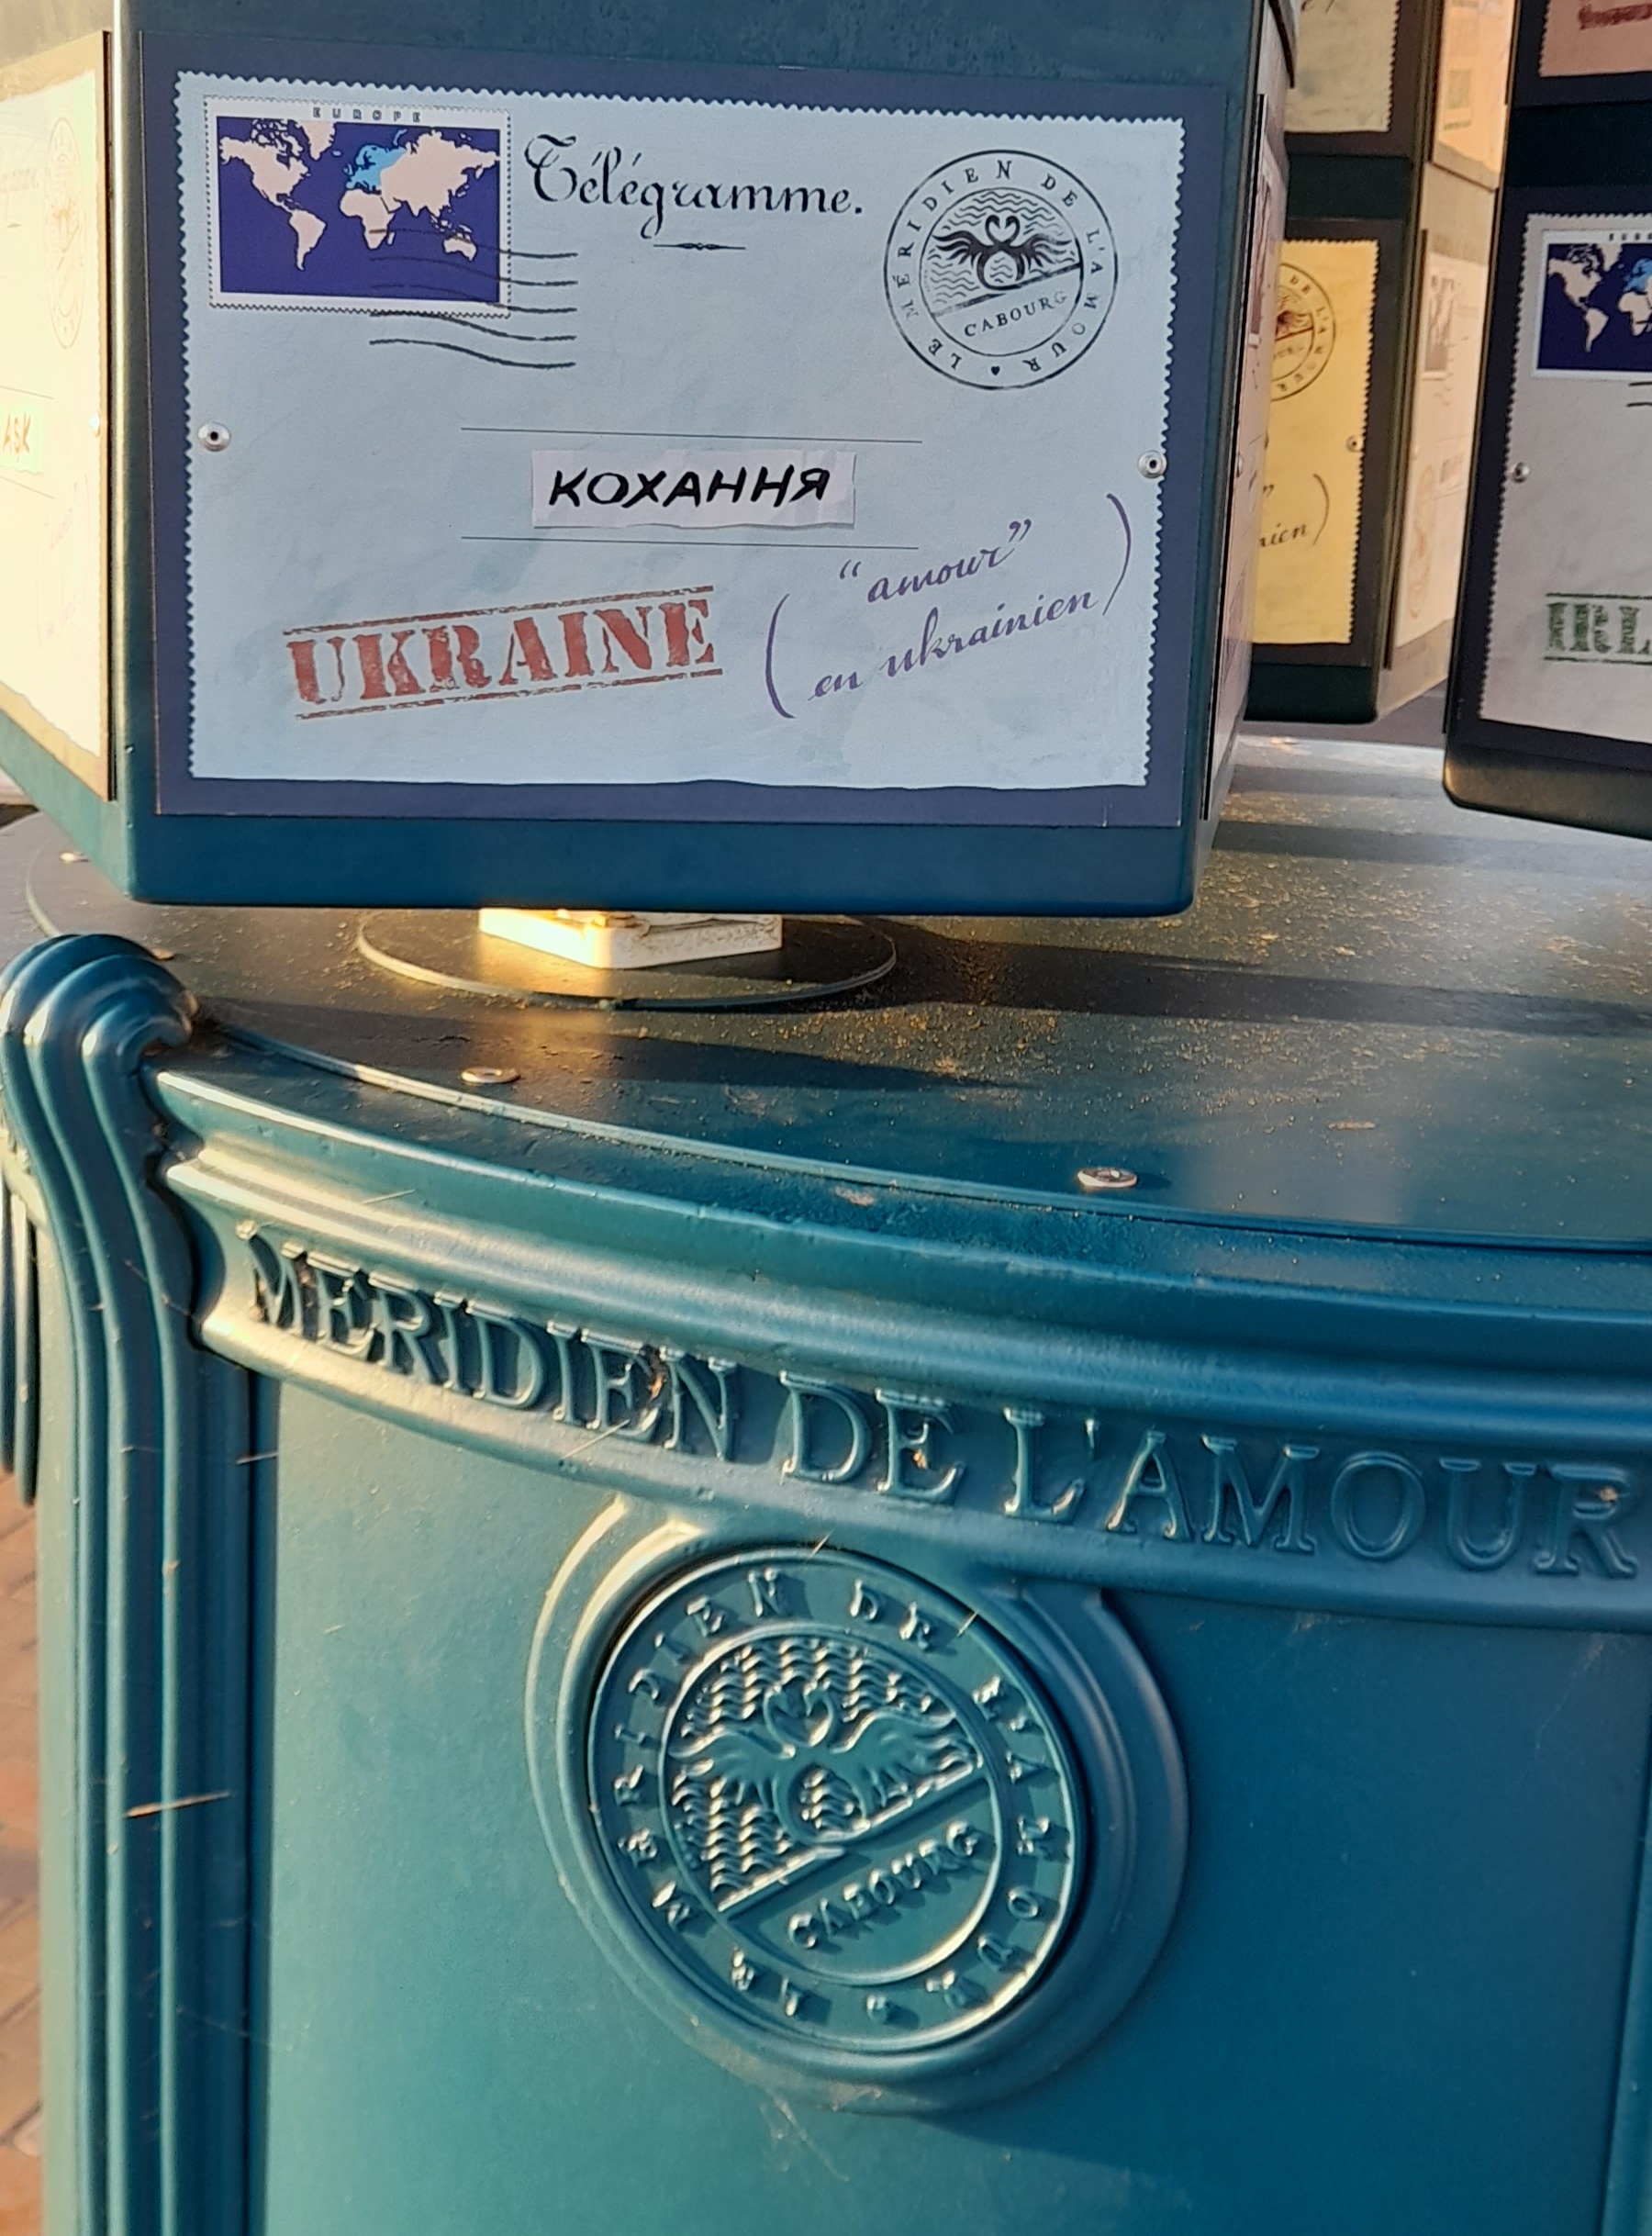 EUROPE
Télégramme.
LE MÉRIDIEN DE L'AMOUR
CABOURG
КОХАННЯ
UKRAINE
("amour"
en ukrainien)
ASK
MÉRIDIEN DE L'AMOUR
LE MÉRIDIEN DE L'AMOUR
CABOURG